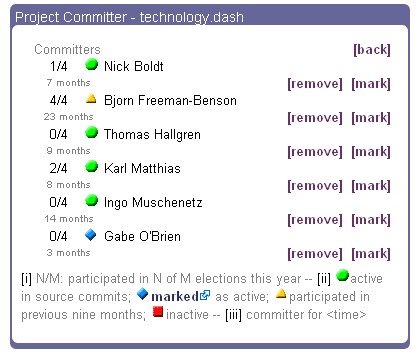 Project Committer - technology.dash
Committers [back]
1/4 Nick Boldt
7 months [remove] [mark]
4/4 Bjorn Freeman-Benson
23 months [remove] [mark]
0/4 Thomas Hallgren
9 months [remove] [mark]
2/4 Karl Matthias
8 months [remove] [mark]
0/4 Ingo Muschenetz
14 months [remove] [mark]
0/4 Gabe O'Brien
3 months [remove] [mark]
[i] N/M: participated in N of M elections this year -- [ii] active
in source commits; marked as active; participated in
previous nine months; inactive -- [iii] committer for <time>